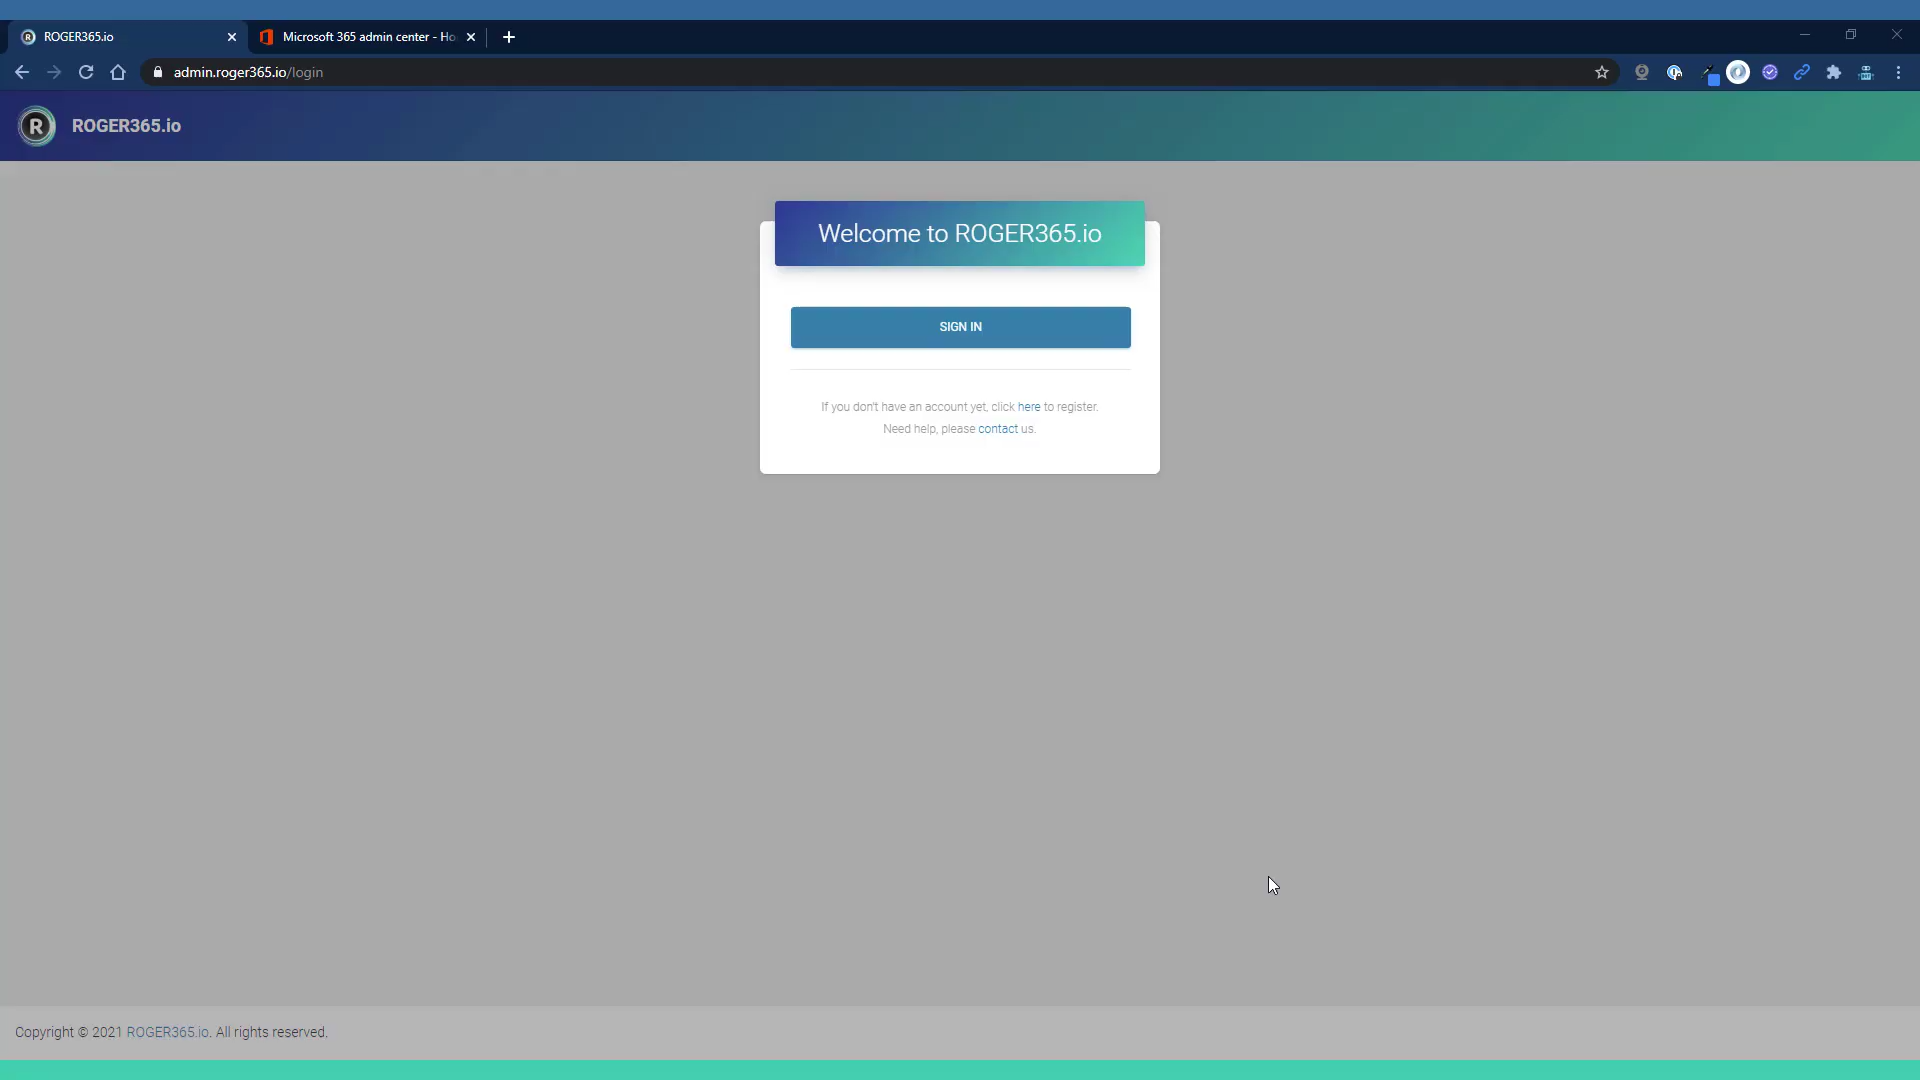 ROGER365.io
Microsoft 365 admin center - Ho
admin.roger365.io/login
R ROGER365.io
Welcome to ROGER365.io
SIGN IN
If you don't have an account yet, click here to register.
Need help, please contact us.
Copyright © 2021 ROGER365.io. All rights reserved.